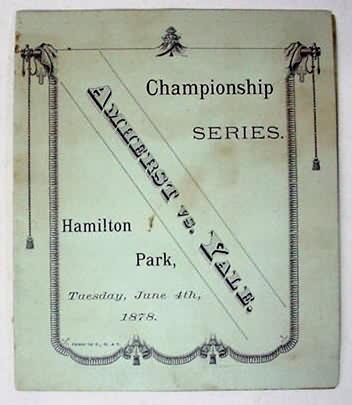 Championship
SERIES.
AMHERST VS. YALE.
Hamilton
Park,
Tuesday, June 4th,
1878.